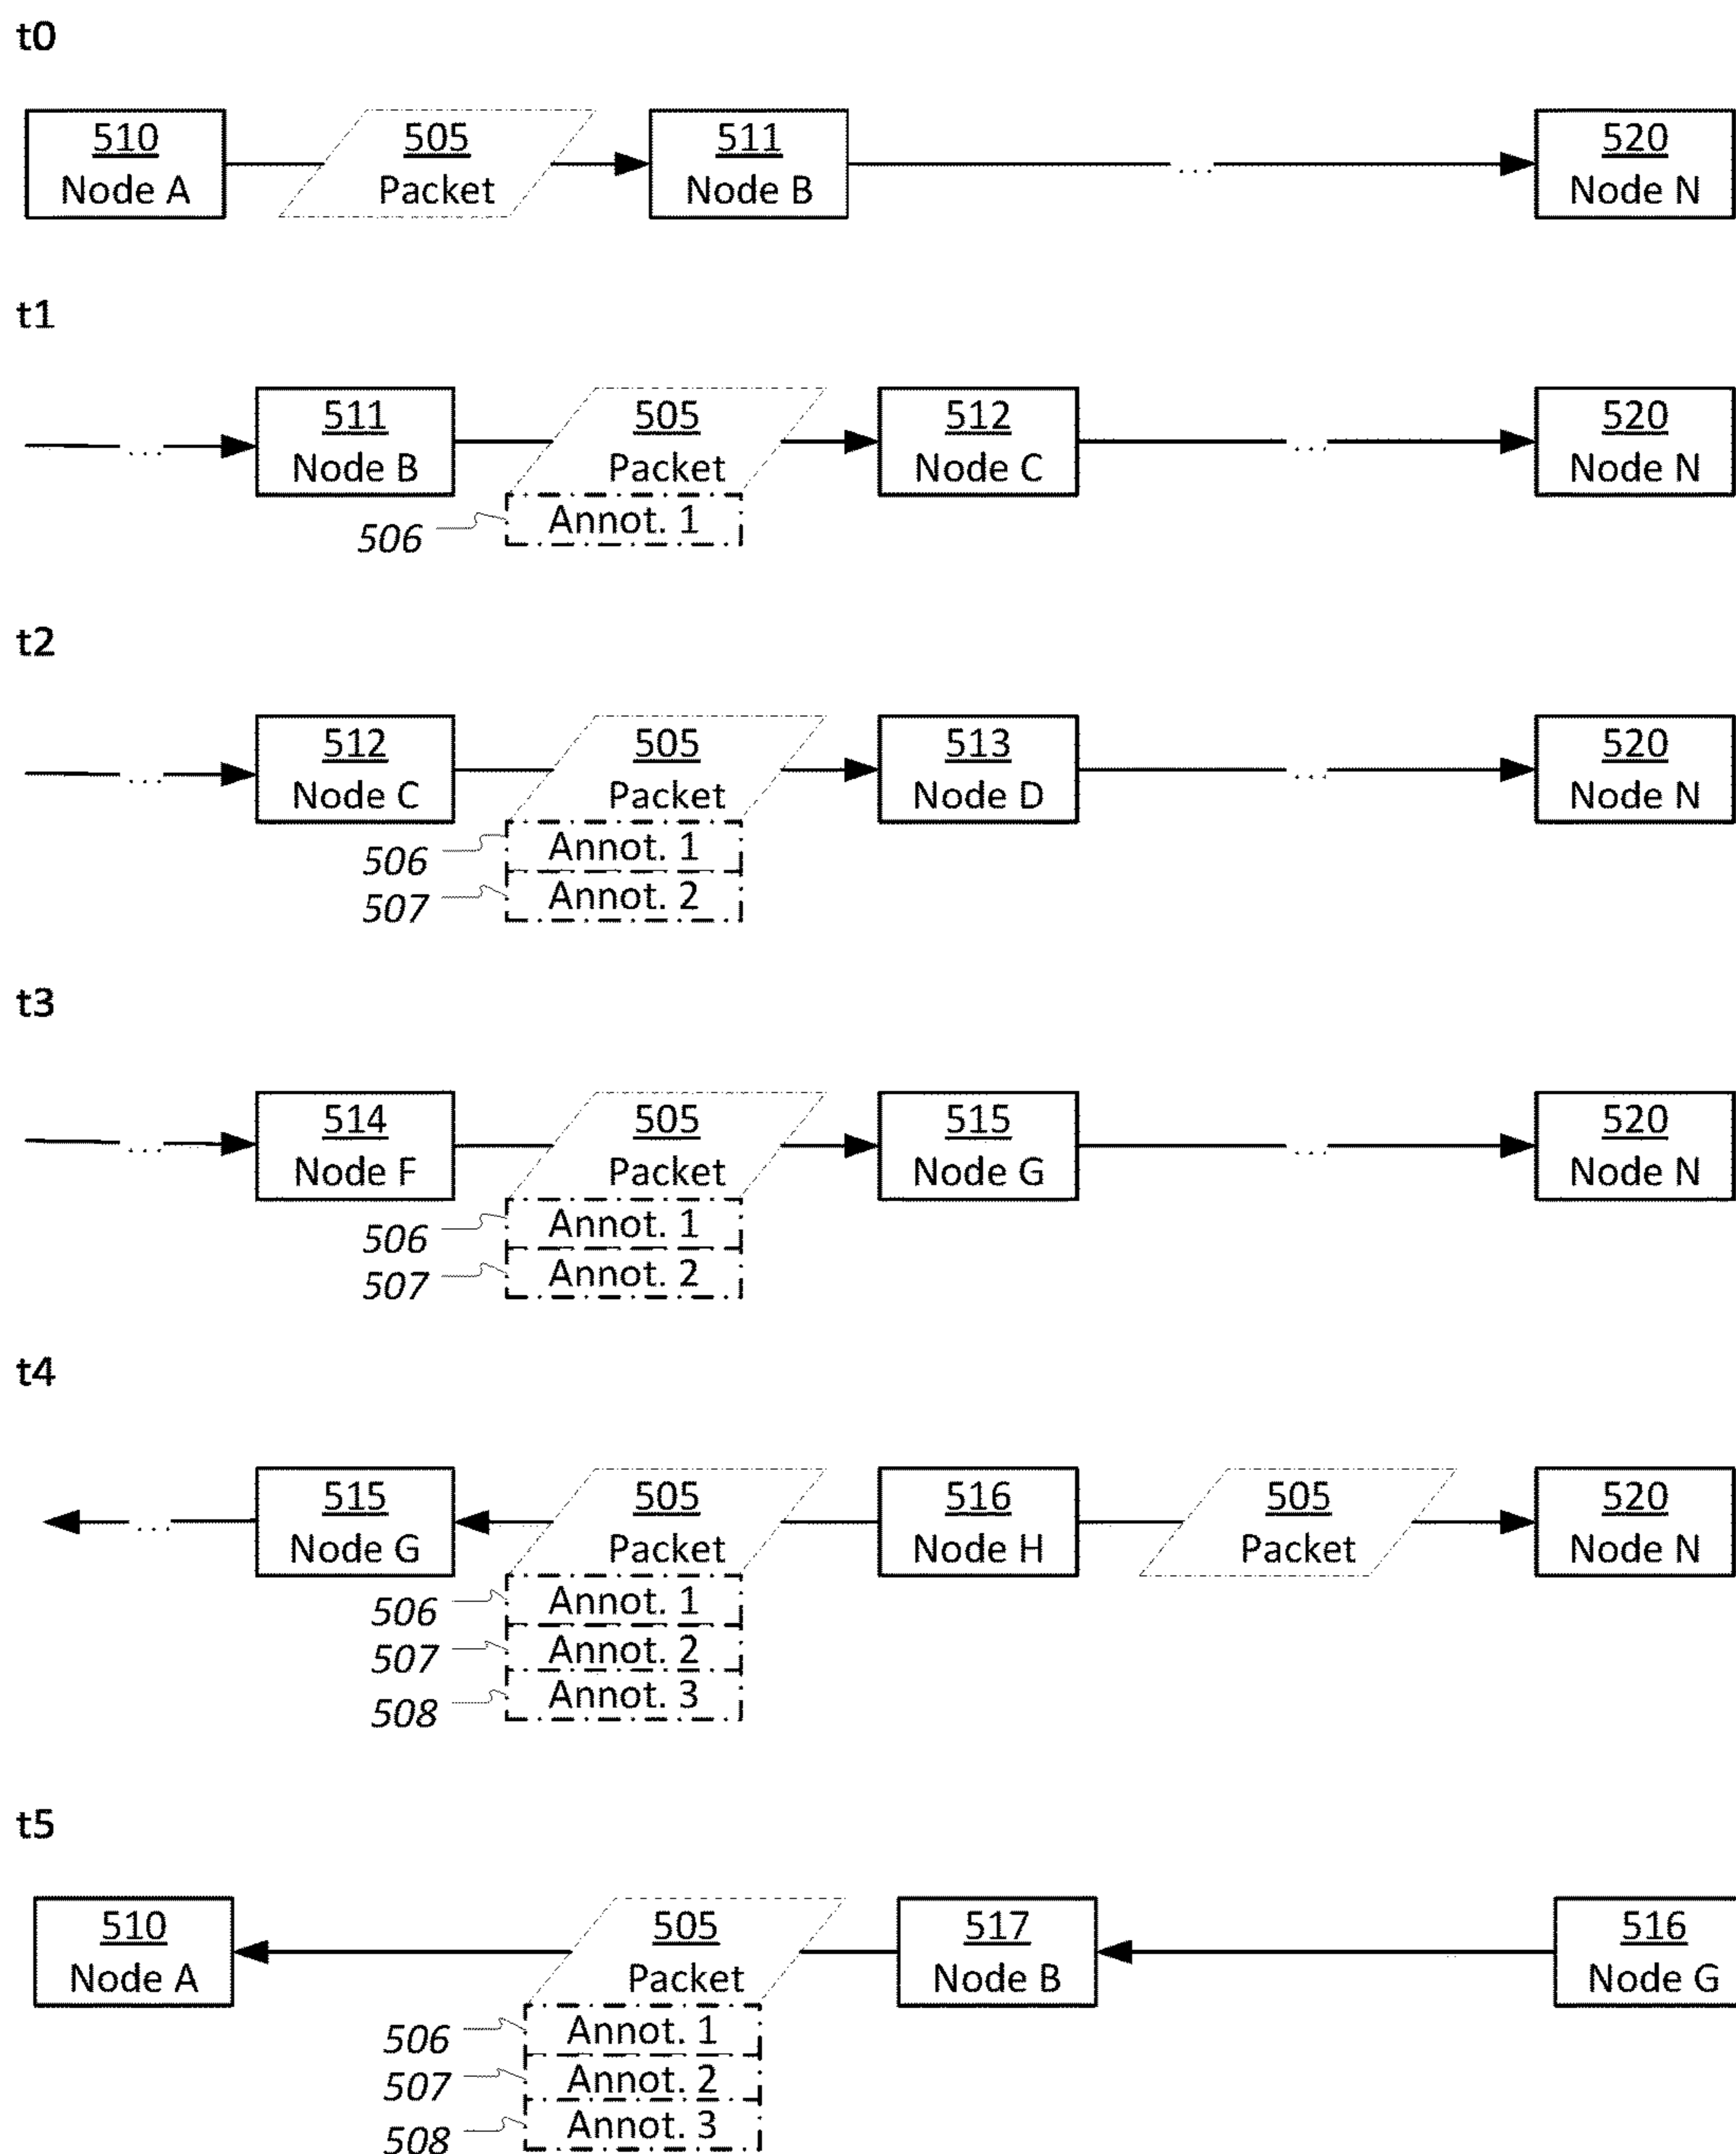 t0
510
Node A
505
Packet
511
Node B
...
520
Node N
t1
...
511
Node B
505
Packet
Annot. 1
506
512
Node C
...
520
Node N
t2
...
512
Node C
505
Packet
Annot. 1
Annot. 2
506
507
513
Node D
...
520
Node N
t3
...
514
Node F
505
Packet
Annot. 1
Annot. 2
506
507
515
Node G
...
520
Node N
t4
...
515
Node G
505
Packet
Annot. 1
Annot. 2
Annot. 3
506
507
508
516
Node H
505
Packet
520
Node N
t5
510
Node A
505
Packet
Annot. 1
Annot. 2
Annot. 3
506
507
508
517
Node B
516
Node G